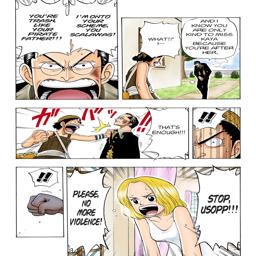 AND I
KNOW YOU
ARE ONLY
KIND TO MISS
KAYA
BECAUSE
YOU'RE AFTER
HER.
WHAT!?
I--
I'M ONTO
YOUR
SCHEME,
YOU
SCALAWAG!
YOU'RE
TRASH,
LIKE
YOUR
PIRATE
FATHER!!!
THAT'S
ENOUGH!!!
!!
!!
STOP,
USOPP!!!
PLEASE,
NO
MORE
VIOLENCE!